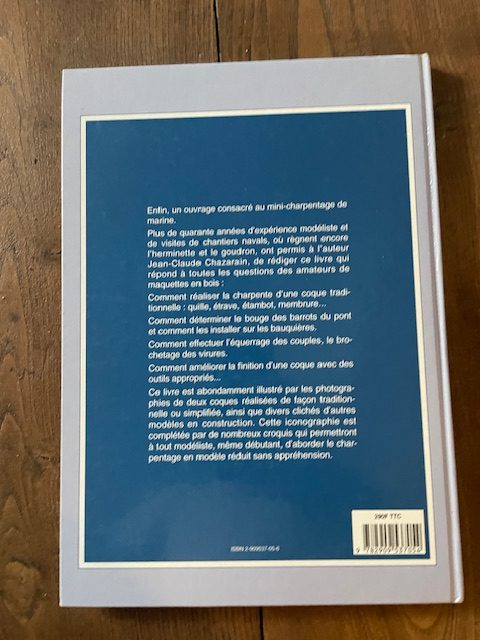 Enfin, un ouvrage consacré au mini-charpentage de
marine.
Plus de quarante années d'expérience modéliste et
de visites de chantiers navals, où règnent encore
l'herminette et le goudron, ont permis à l'auteur
Jean-Claude Chazarain, de rédiger ce livre qui
répond à toutes les questions des amateurs de
maquettes en bois :
Comment réaliser la charpente d'une coque tradi-
tionnelle : quille, étrave, étambot, membrure...
Comment déterminer le bouge des barrots du pont
et comment les installer sur les bauquières.
Comment effectuer l'équerrage des couples, le bro-
chetage des virures.
Comment améliorer la finition d'une coque avec des
outils appropriés...
Ce livre est abondamment illustré par les photogra-
phies de deux coques réalisées de façon tradition-
nelle ou simplifiée, ainsi que divers clichés d'autres
modèles en construction. Cette iconographie est
complétée par de nombreux croquis qui permettront
à tout modéliste, même débutant, d'aborder le char-
pentage en modèle réduit sans appréhension.
290F TTC
ISBN 2-909537-05-6